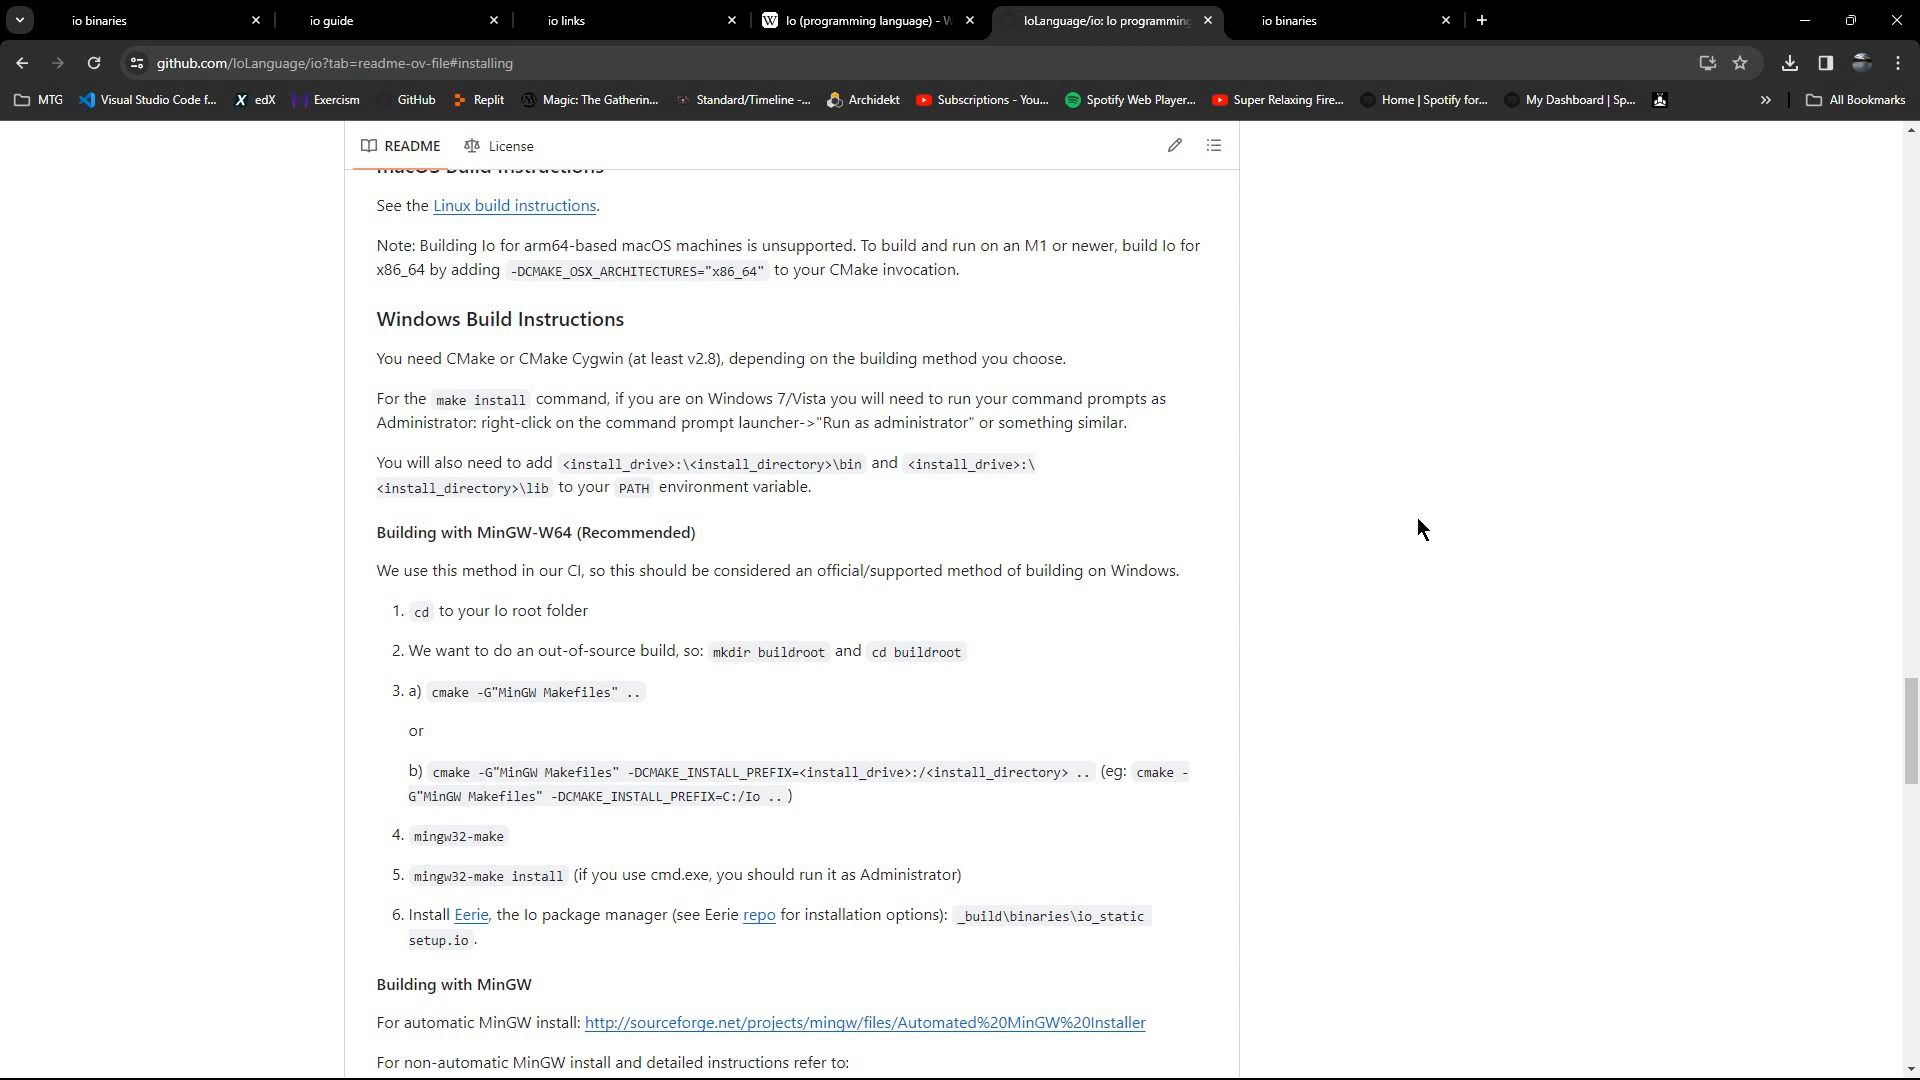 io binaries
io guide
io links
Io (programming language) - W
IoLanguage/io: Io programming
io binaries
github.com/IoLanguage/io?tab=readme-ov-file#installing
MTG
Visual Studio Code f...
edX
Exercism
GitHub
Replit
Magic: The Gatherin...
Standard/Timeline -...
Archidekt
Subscriptions - You...
Spotify Web Player...
Super Relaxing Fire...
Home | Spotify for...
My Dashboard | Sp...
All Bookmarks
README
License
macOS Build Instructions
See the Linux build instructions.
Note: Building Io for arm64-based macOS machines is unsupported. To build and run on an M1 or newer, build Io for
x86_64 by adding -DCMAKE_OSX_ARCHITECTURES="x86_64" to your CMake invocation.
Windows Build Instructions
You need CMake or CMake Cygwin (at least v2.8), depending on the building method you choose.
For the make install command, if you are on Windows 7/Vista you will need to run your command prompts as
Administrator: right-click on the command prompt launcher->"Run as administrator" or something similar.
You will also need to add <install_drive>:\<install_directory>\bin and <install_drive>:\
<install_directory>\lib to your PATH environment variable.
Building with MinGW-W64 (Recommended)
We use this method in our CI, so this should be considered an official/supported method of building on Windows.
1. cd to your Io root folder
2. We want to do an out-of-source build, so: mkdir buildroot and cd buildroot
3. a) cmake -G"MinGW Makefiles" ..
or
b) cmake -G"MinGW Makefiles" -DCMAKE_INSTALL_PREFIX=<install_drive>:/<install_directory> .. (eg: cmake -
G"MinGW Makefiles" -DCMAKE_INSTALL_PREFIX=C:/Io .. )
4. mingw32-make
5. mingw32-make install (if you use cmd.exe, you should run it as Administrator)
6. Install Eerie, the Io package manager (see Eerie repo for installation options): _build\binaries\io_static
setup.io .
Building with MinGW
For automatic MinGW install: http://sourceforge.net/projects/mingw/files/Automated%20MinGW%20Installer
For non-automatic MinGW install and detailed instructions refer to: